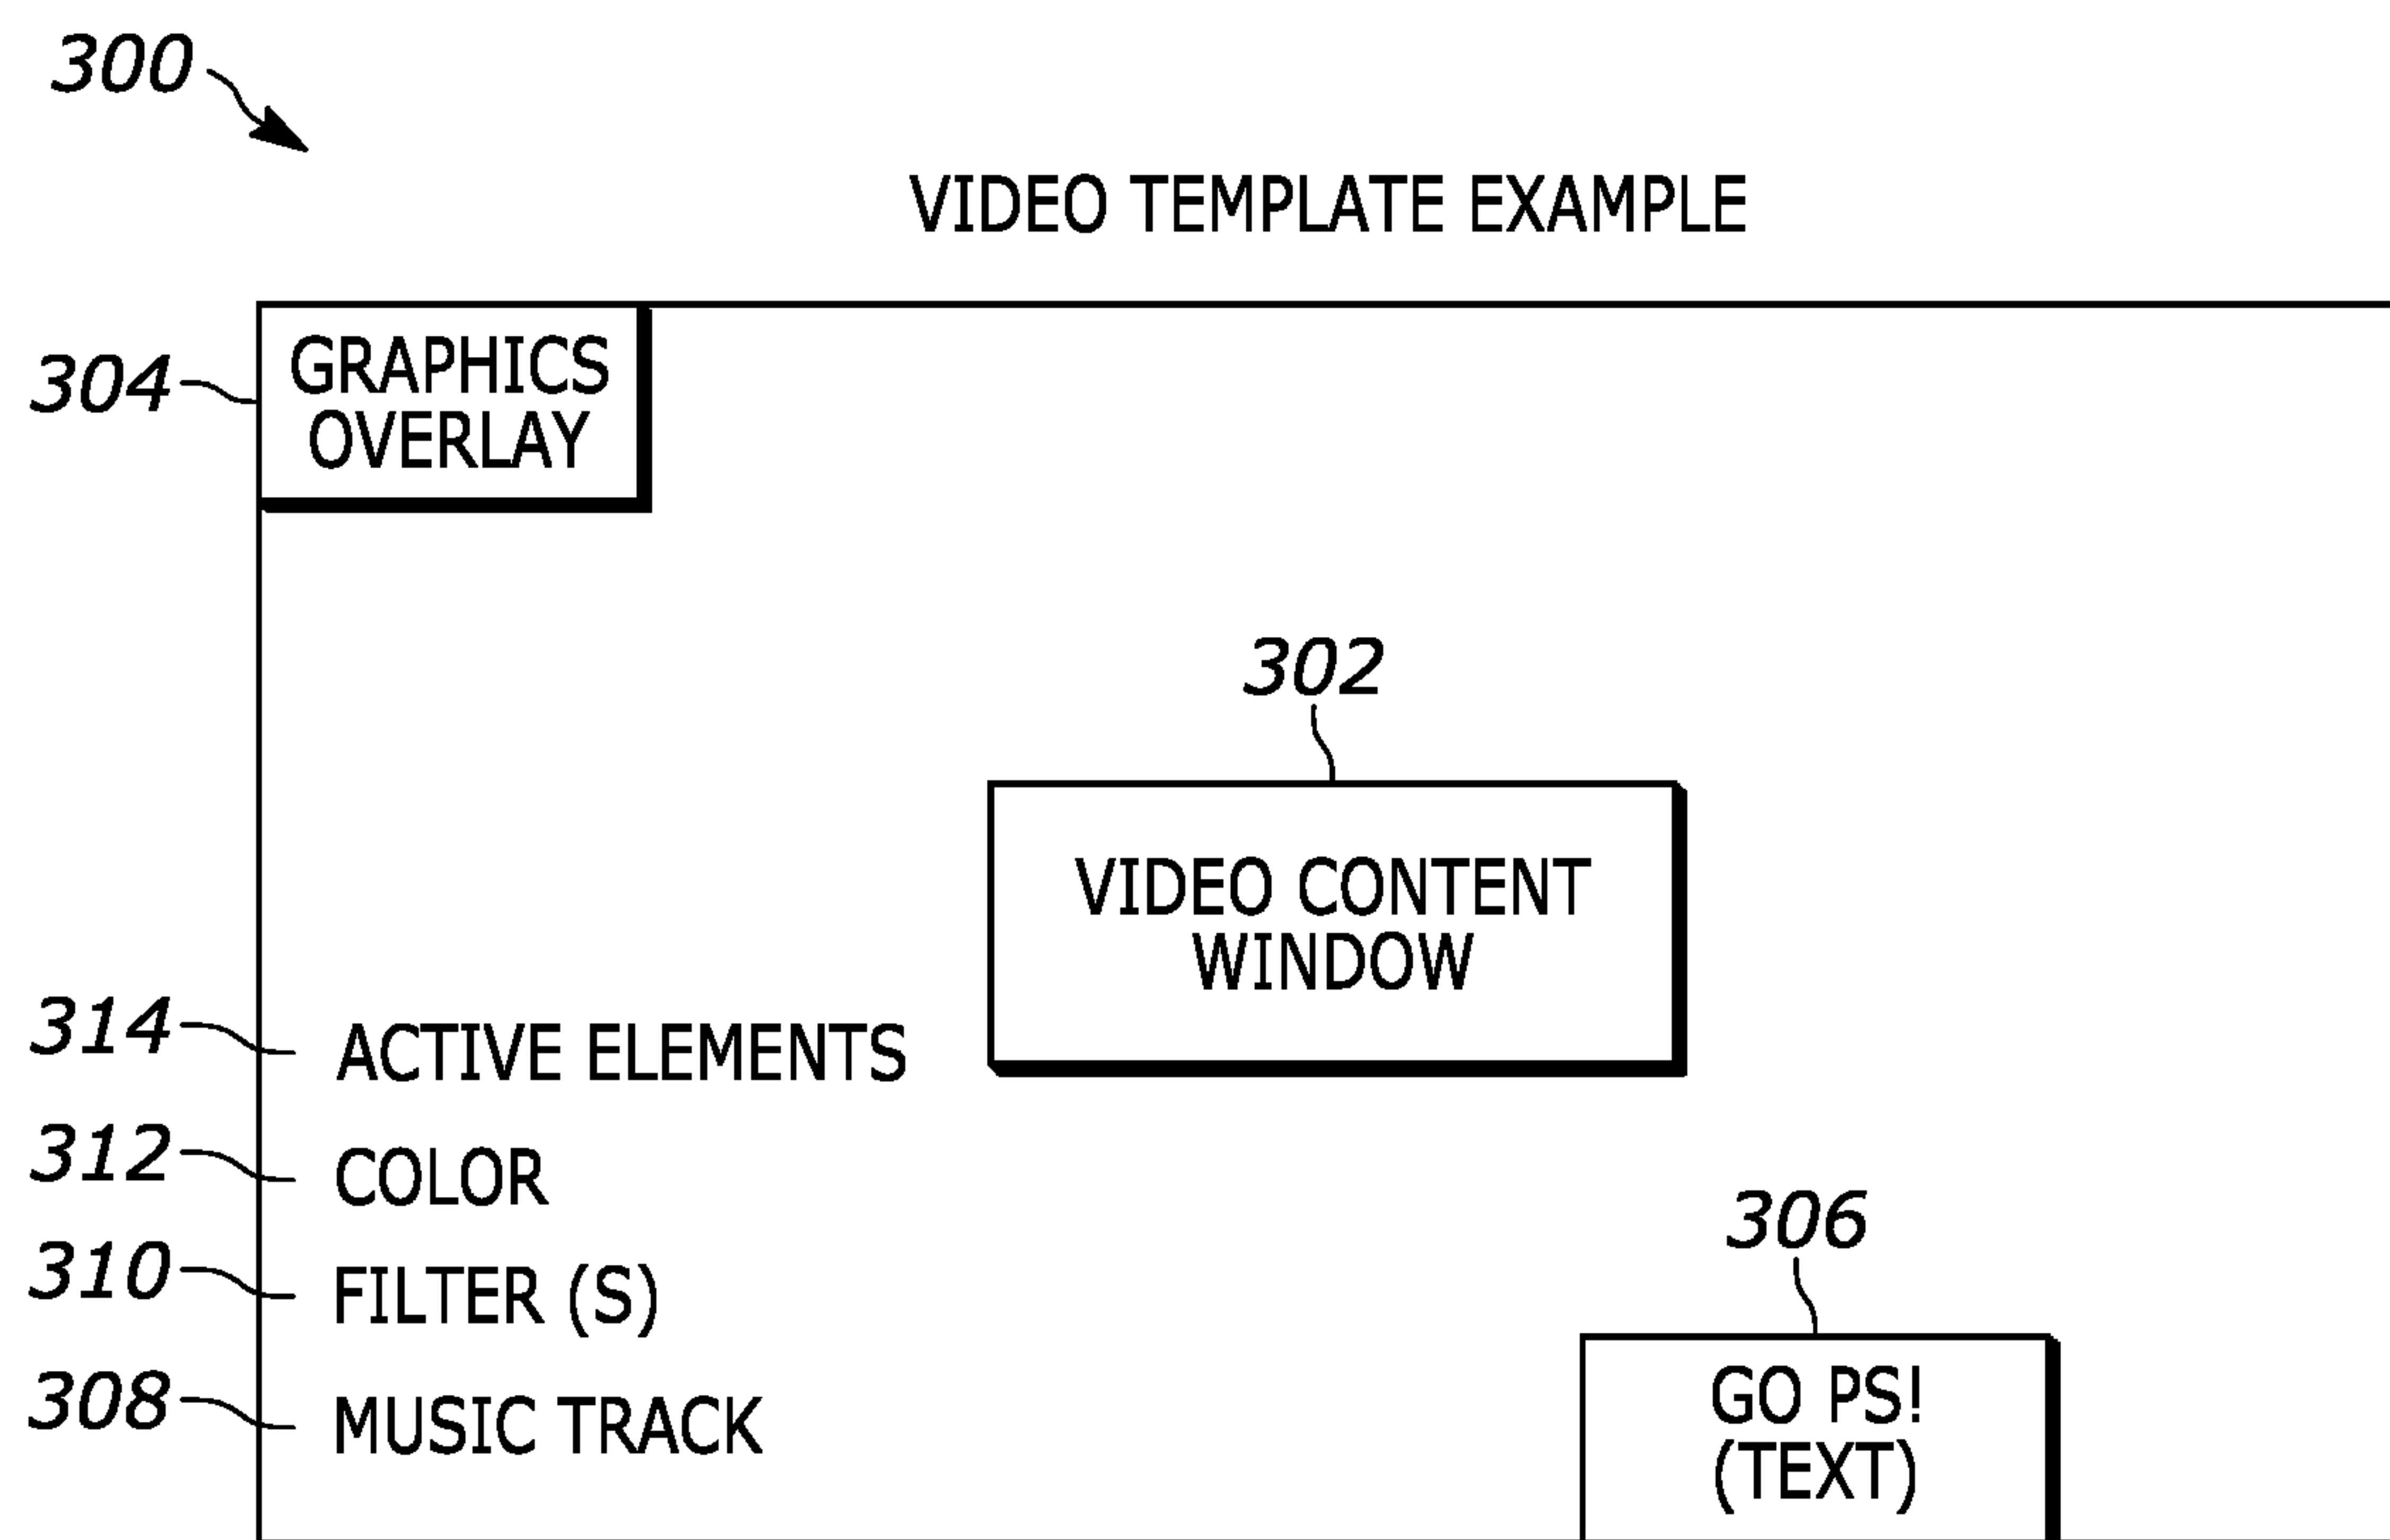 300
VIDEO TEMPLATE EXAMPLE
304
GRAPHICS
OVERLAY
302
VIDEO CONTENT
WINDOW
314
ACTIVE ELEMENTS
312
COLOR
310
FILTER (S)
308
MUSIC TRACK
306
GO PS!
(TEXT)